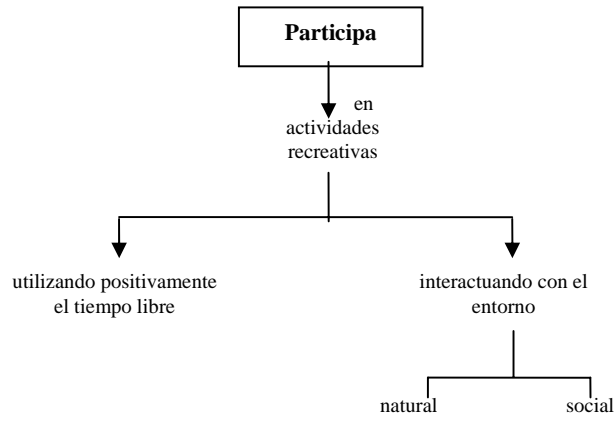 Participa
en
actividades
recreativas
utilizando positivamente
el tiempo libre
interactuando con el
entorno
natural
social